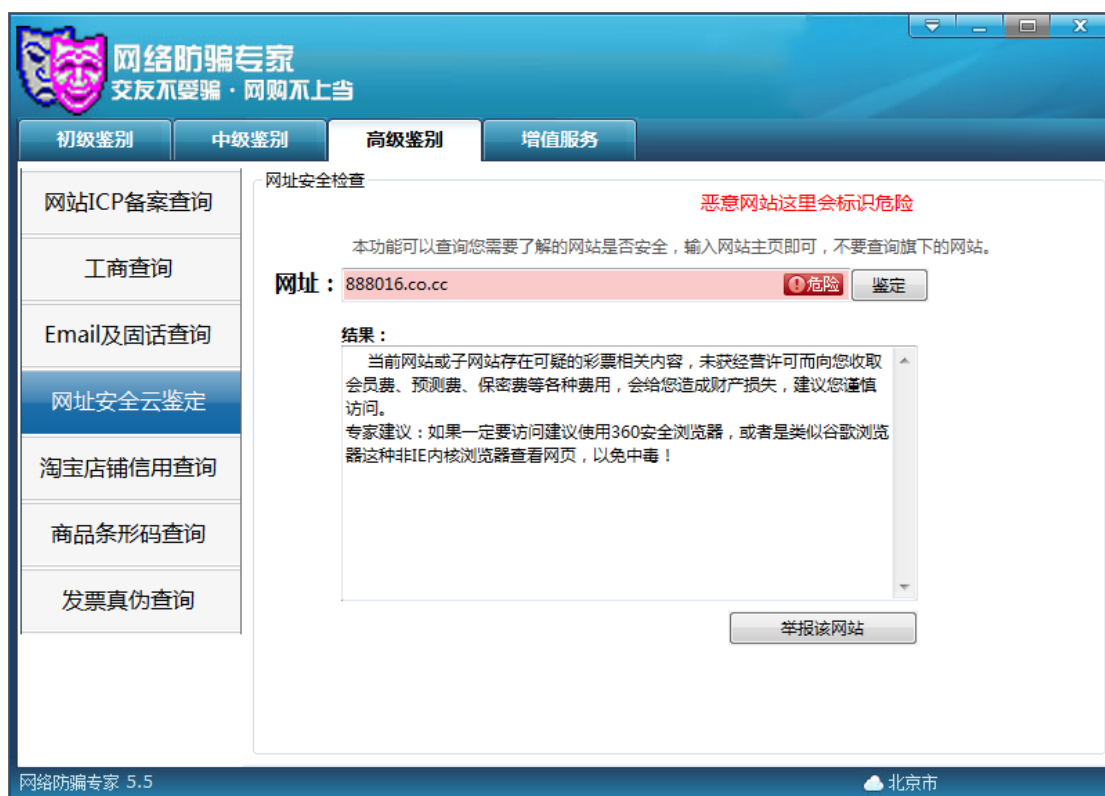 网络防骗专家
交友不受骗·网购不上当
初级鉴别 中级鉴别 高级鉴别 增值服务
网站ICP备案查询
工商查询
Email及固话查询
网址安全云鉴定
淘宝店铺信用查询
商品条形码查询
发票真伪查询
网址安全检查
恶意网站这里会标识危险
本功能可以查询您需要了解的网站是否安全，输入网站主页即可，不要查询旗下的网站。
网址： 888016.co.cc 危险 鉴定
结果：
当前网站或子网站存在可疑的彩票相关内容，未获经营许可而向您收取
会员费、预测费、保密费等各种费用，会给您造成财产损失，建议您谨慎
访问。
专家建议：如果一定要访问建议使用360安全浏览器，或者是类似谷歌浏览
器这种非IE内核浏览器查看网页，以免中毒！
举报该网站
网络防骗专家 5.5 北京市